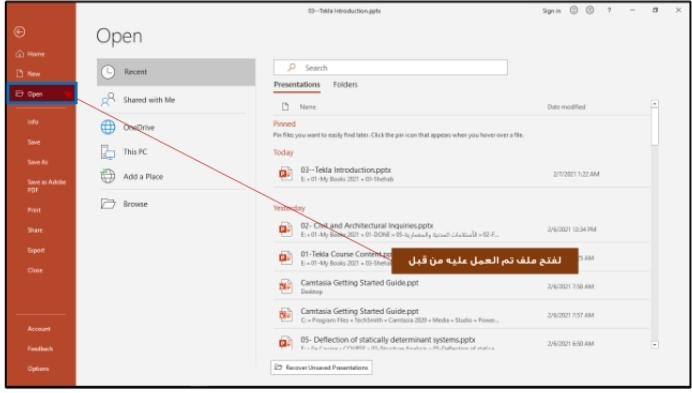 03--Tekla Introduction.pptx
Sign in
?
Open
Home
New
Open
Info
Save
Save As
Save as Adobe
PDF
Print
Share
Export
Close
Account
Feedback
Options
Recent
Shared with Me
OneDrive
This PC
Add a Place
Browse
Search
Presentations
Folders
Name
Date modified
Pinned
Pin files you want to easily find later. Click the pin icon that appears when you hover over a file.
Today
03--Tekla Introduction.pptx
E: » 01-My Books 2021 » 03-Shehab
2/7/2021 1:22 AM
Yesterday
02- Civil and Architectural Inquiries.pptx
E: » 01-My Books 2021 » 01-DONE » 05-الأستلامات المدنية والمعمارية » 02-F...
2/6/2021 12:34 PM
01-Tekla Course Content.pp
E: » 01-My Books 2021 » 03-Shehab
AM
لفتح ملف تم العمل عليه من قبل
Camtasia Getting Started Guide.ppt
Desktop
2/6/2021 7:58 AM
Camtasia Getting Started Guide.ppt
C: » Program Files » TechSmith » Camtasia 2020 » Media » Studio » Power...
2/6/2021 7:57 AM
05- Deflection of statically determinant systems.pptx
2/6/2021 6:50 AM
Recover Unsaved Presentations